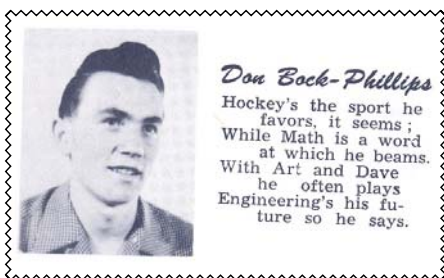 Don Bock-Phillips
Hockey's the sport he
favors, it seems;
While Math is a word
at which he beams.
With Art and Dave
he often plays
Engineering's his fu-
ture so he says.